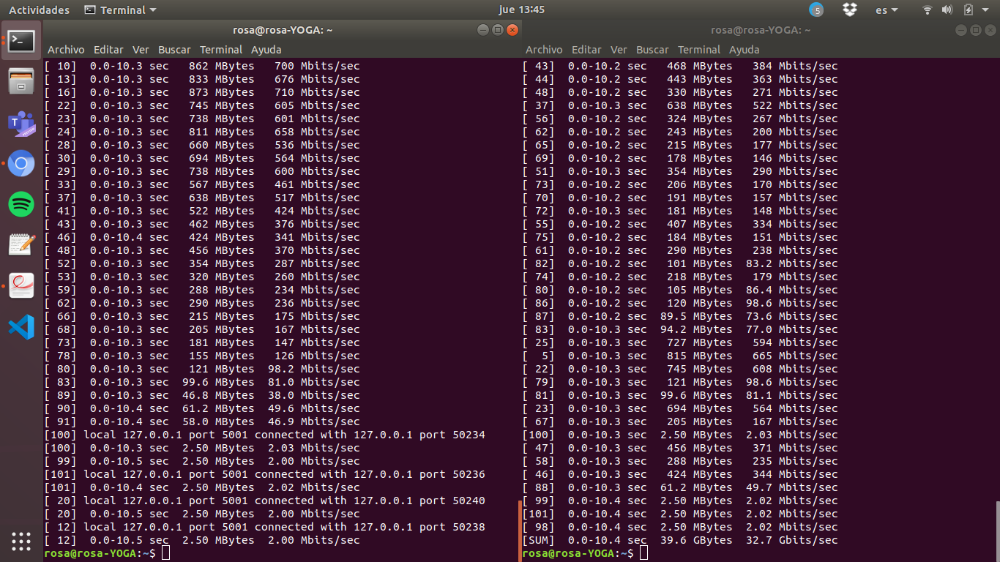 Actividades Terminal jue 13:45 5 es
rosa@rosa-YOGA: ~
Archivo Editar Ver Buscar Terminal Ayuda
[ 10]  0.0-10.3 sec   862 MBytes   700 Mbits/sec
[ 13]  0.0-10.3 sec   833 MBytes   676 Mbits/sec
[ 16]  0.0-10.3 sec   873 MBytes   710 Mbits/sec
[ 22]  0.0-10.3 sec   745 MBytes   605 Mbits/sec
[ 23]  0.0-10.3 sec   738 MBytes   601 Mbits/sec
[ 24]  0.0-10.3 sec   811 MBytes   658 Mbits/sec
[ 28]  0.0-10.3 sec   660 MBytes   536 Mbits/sec
[ 30]  0.0-10.3 sec   694 MBytes   564 Mbits/sec
[ 29]  0.0-10.3 sec   738 MBytes   600 Mbits/sec
[ 33]  0.0-10.3 sec   567 MBytes   461 Mbits/sec
[ 37]  0.0-10.3 sec   638 MBytes   517 Mbits/sec
[ 41]  0.0-10.3 sec   522 MBytes   424 Mbits/sec
[ 43]  0.0-10.3 sec   462 MBytes   376 Mbits/sec
[ 46]  0.0-10.4 sec   424 MBytes   341 Mbits/sec
[ 48]  0.0-10.3 sec   456 MBytes   370 Mbits/sec
[ 52]  0.0-10.3 sec   354 MBytes   287 Mbits/sec
[ 53]  0.0-10.3 sec   320 MBytes   260 Mbits/sec
[ 59]  0.0-10.3 sec   288 MBytes   234 Mbits/sec
[ 62]  0.0-10.3 sec   290 MBytes   236 Mbits/sec
[ 66]  0.0-10.3 sec   215 MBytes   175 Mbits/sec
[ 68]  0.0-10.3 sec   205 MBytes   167 Mbits/sec
[ 73]  0.0-10.3 sec   181 MBytes   147 Mbits/sec
[ 78]  0.0-10.3 sec   155 MBytes   126 Mbits/sec
[ 80]  0.0-10.3 sec   121 MBytes  98.2 Mbits/sec
[ 83]  0.0-10.3 sec  99.6 MBytes  81.0 Mbits/sec
[ 89]  0.0-10.3 sec  46.8 MBytes  38.0 Mbits/sec
[ 90]  0.0-10.4 sec  61.2 MBytes  49.6 Mbits/sec
[ 91]  0.0-10.4 sec  58.0 MBytes  46.9 Mbits/sec
[100] local 127.0.0.1 port 5001 connected with 127.0.0.1 port 50234
[100]  0.0-10.3 sec  2.50 MBytes  2.03 Mbits/sec
[ 99]  0.0-10.5 sec  2.50 MBytes  2.00 Mbits/sec
[101] local 127.0.0.1 port 5001 connected with 127.0.0.1 port 50236
[101]  0.0-10.4 sec  2.50 MBytes  2.02 Mbits/sec
[ 20] local 127.0.0.1 port 5001 connected with 127.0.0.1 port 50240
[ 20]  0.0-10.5 sec  2.50 MBytes  2.00 Mbits/sec
[ 12] local 127.0.0.1 port 5001 connected with 127.0.0.1 port 50238
[ 12]  0.0-10.5 sec  2.50 MBytes  2.00 Mbits/sec
rosa@rosa-YOGA:~$
rosa@rosa-YOGA: ~
Archivo Editar Ver Buscar Terminal Ayuda
[ 43]  0.0-10.2 sec   468 MBytes   384 Mbits/sec
[ 44]  0.0-10.2 sec   443 MBytes   363 Mbits/sec
[ 48]  0.0-10.2 sec   330 MBytes   271 Mbits/sec
[ 37]  0.0-10.3 sec   638 MBytes   522 Mbits/sec
[ 56]  0.0-10.2 sec   324 MBytes   267 Mbits/sec
[ 62]  0.0-10.2 sec   243 MBytes   200 Mbits/sec
[ 65]  0.0-10.2 sec   215 MBytes   177 Mbits/sec
[ 69]  0.0-10.2 sec   178 MBytes   146 Mbits/sec
[ 51]  0.0-10.3 sec   354 MBytes   290 Mbits/sec
[ 73]  0.0-10.2 sec   206 MBytes   170 Mbits/sec
[ 70]  0.0-10.2 sec   191 MBytes   157 Mbits/sec
[ 72]  0.0-10.3 sec   181 MBytes   148 Mbits/sec
[ 55]  0.0-10.2 sec   407 MBytes   334 Mbits/sec
[ 75]  0.0-10.2 sec   184 MBytes   151 Mbits/sec
[ 61]  0.0-10.2 sec   290 MBytes   238 Mbits/sec
[ 82]  0.0-10.2 sec   101 MBytes  83.2 Mbits/sec
[ 74]  0.0-10.2 sec   218 MBytes   179 Mbits/sec
[ 80]  0.0-10.2 sec   105 MBytes  86.4 Mbits/sec
[ 86]  0.0-10.2 sec   120 MBytes  98.6 Mbits/sec
[ 87]  0.0-10.2 sec  89.5 MBytes  73.6 Mbits/sec
[ 83]  0.0-10.3 sec  94.2 MBytes  77.0 Mbits/sec
[ 25]  0.0-10.3 sec   727 MBytes   594 Mbits/sec
[  5]  0.0-10.3 sec   815 MBytes   665 Mbits/sec
[ 22]  0.0-10.3 sec   745 MBytes   608 Mbits/sec
[ 79]  0.0-10.3 sec   121 MBytes  98.6 Mbits/sec
[ 81]  0.0-10.3 sec  99.6 MBytes  81.1 Mbits/sec
[ 23]  0.0-10.3 sec   694 MBytes   564 Mbits/sec
[ 67]  0.0-10.3 sec   205 MBytes   167 Mbits/sec
[100]  0.0-10.3 sec  2.50 MBytes  2.03 Mbits/sec
[ 47]  0.0-10.3 sec   456 MBytes   371 Mbits/sec
[ 58]  0.0-10.3 sec   288 MBytes   235 Mbits/sec
[ 46]  0.0-10.3 sec   424 MBytes   344 Mbits/sec
[ 88]  0.0-10.3 sec  61.2 MBytes  49.7 Mbits/sec
[ 99]  0.0-10.4 sec  2.50 MBytes  2.02 Mbits/sec
[101]  0.0-10.4 sec  2.50 MBytes  2.02 Mbits/sec
[ 98]  0.0-10.4 sec  2.50 MBytes  2.02 Mbits/sec
[SUM]  0.0-10.4 sec  39.6 GBytes  32.7 Gbits/sec
rosa@rosa-YOGA:~$